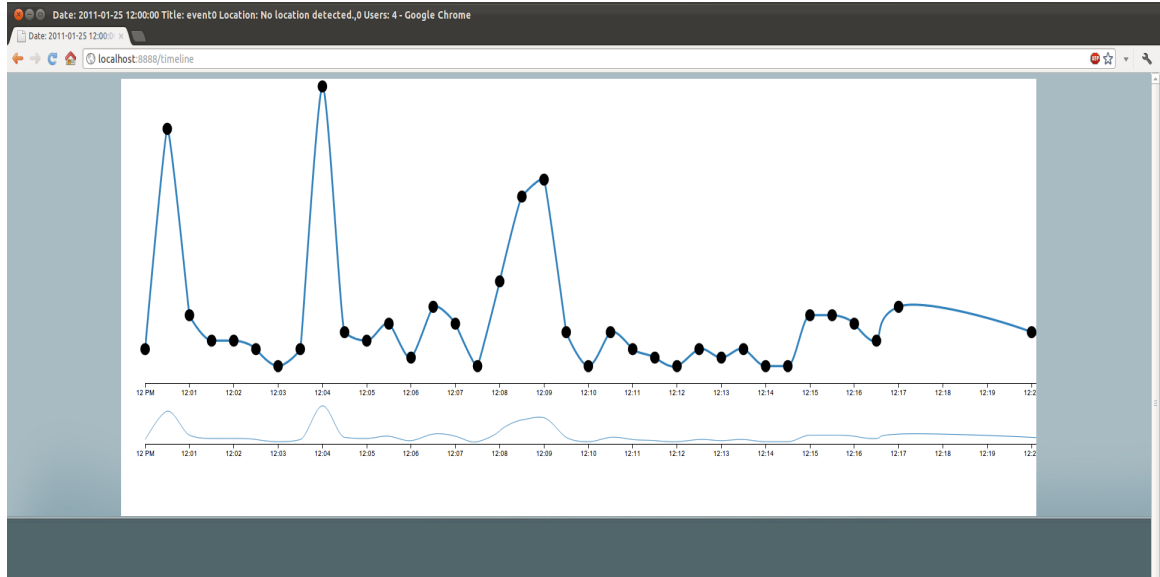 Date: 2011-01-25 12:00:00 Title: event0 Location: No location detected.,0 Users: 4 - Google Chrome
Date: 2011-01-25 12:00:0
localhost:8888/timeline
12 PM 12:01 12:02 12:03 12:04 12:05 12:06 12:07 12:08 12:09 12:10 12:11 12:12 12:13 12:14 12:15 12:16 12:17 12:18 12:19 12:2
12 PM 12:01 12:02 12:03 12:04 12:05 12:06 12:07 12:08 12:09 12:10 12:11 12:12 12:13 12:14 12:15 12:16 12:17 12:18 12:19 12:2